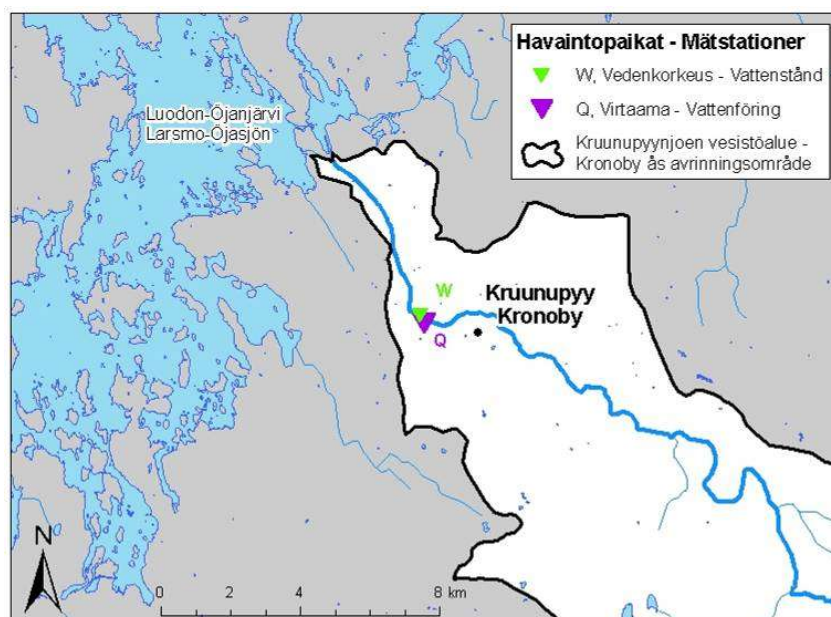 Havaintopaikat - Mätstationer
W, Vedenkorkeus - Vattenstånd
Q, Virtaama - Vattenföring
Kruunupyynjoen vesistöalue -
Kronoby ås avrinningsområde
Luodon-Öjanjärvi
Larsmo-Öjasjön
W
Kruunupyy
Kronoby
Q
N
0 2 4 8 km